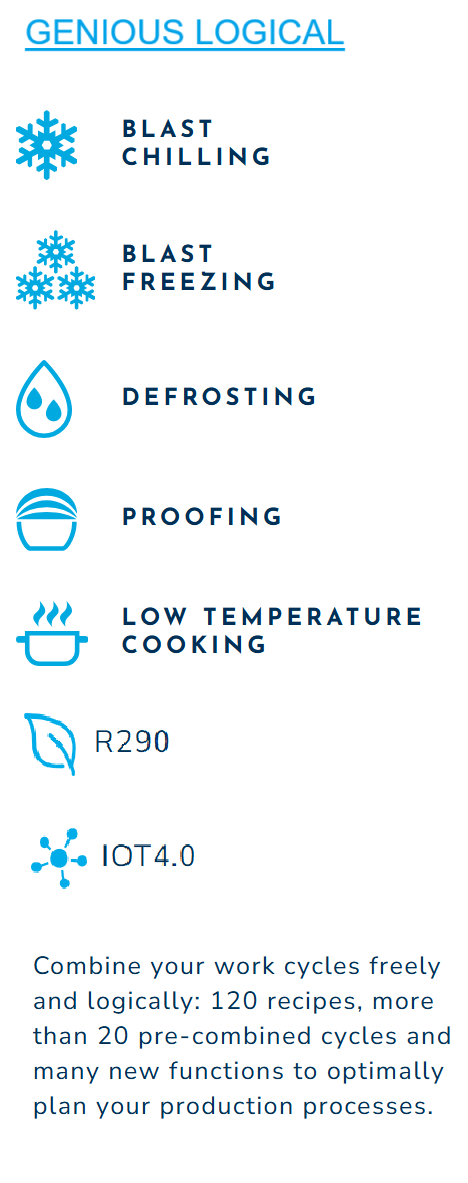 GENIOUS LOGICAL
BLAST
CHILLING
BLAST
FREEZING
DEFROSTING
PROOFING
LOW TEMPERATURE
COOKING
R290
IOT4.0
Combine your work cycles freely
and logically: 120 recipes, more
than 20 pre-combined cycles and
many new functions to optimally
plan your production processes.